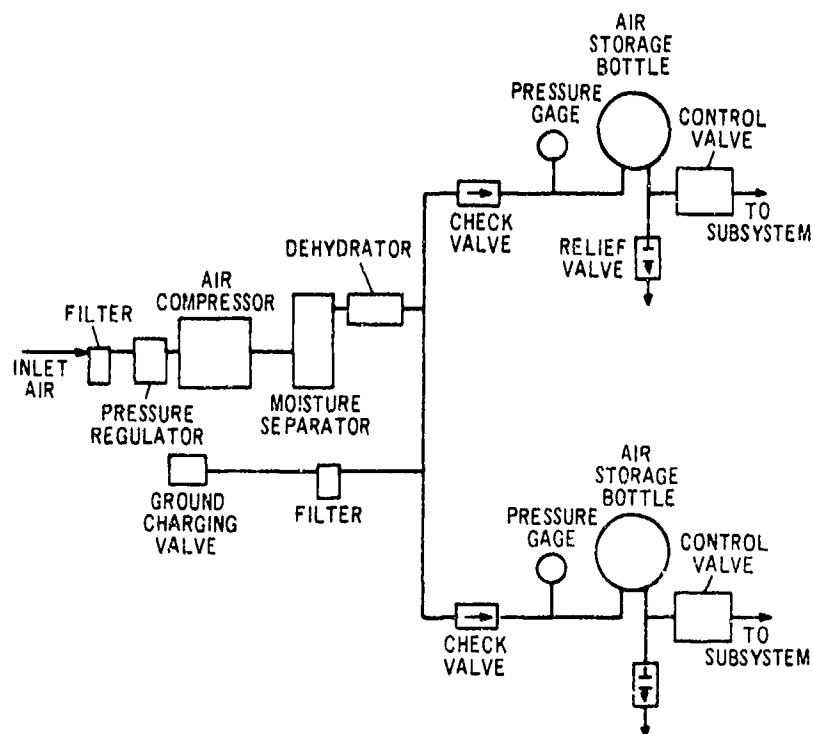 AIR
STORAGE
BOTTLE
PRESSURE
GAGE
CONTROL
VALVE
CHECK
VALVE
TO
SUBSYSTEM
RELIEF
VALVE
DEHYDRATOR
AIR
COMPRESSOR
FILTER
INLET
AIR
PRESSURE
REGULATOR
MOISTURE
SEPARATOR
GROUND
CHARGING
VALVE
FILTER
AIR
STORAGE
BOTTLE
PRESSURE
GAGE
CONTROL
VALVE
CHECK
VALVE
TO
SUBSYSTEM